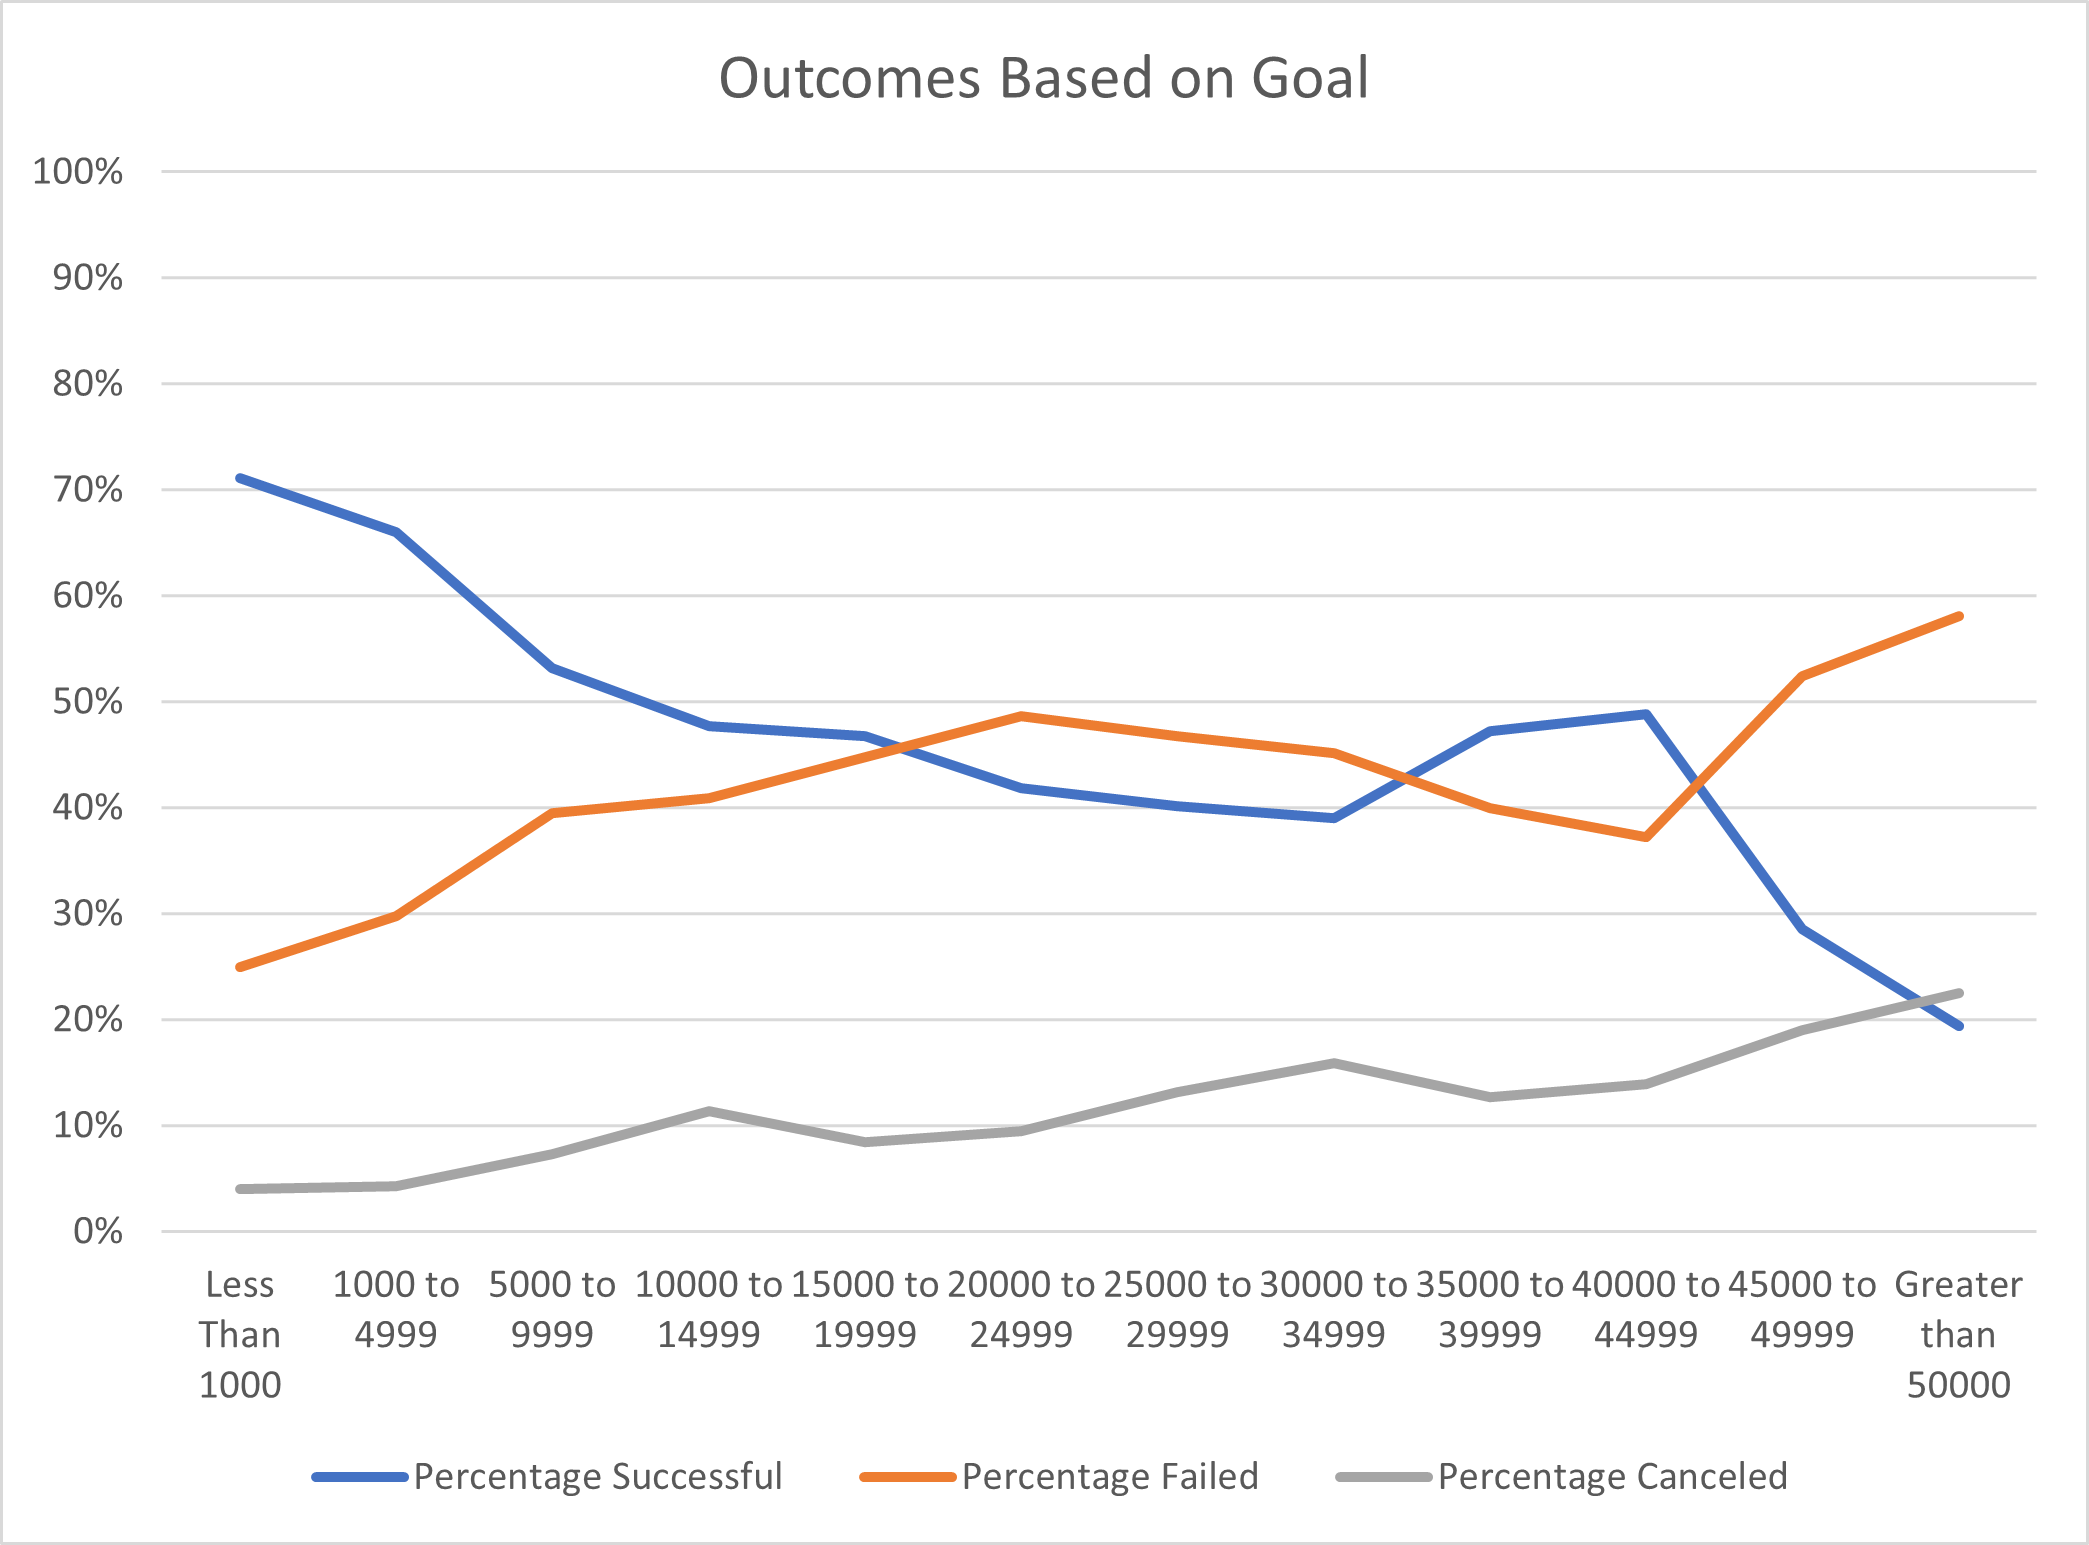 Outcomes Based on Goal
100%
90%
80%
70%
60%
50%
40%
30%
20%
10%
0%
Less Than 1000
1000 to 4999
5000 to 9999
10000 to 14999
15000 to 19999
20000 to 24999
25000 to 29999
30000 to 34999
35000 to 39999
40000 to 44999
45000 to 49999
Greater than 50000
Percentage Successful
Percentage Failed
Percentage Canceled